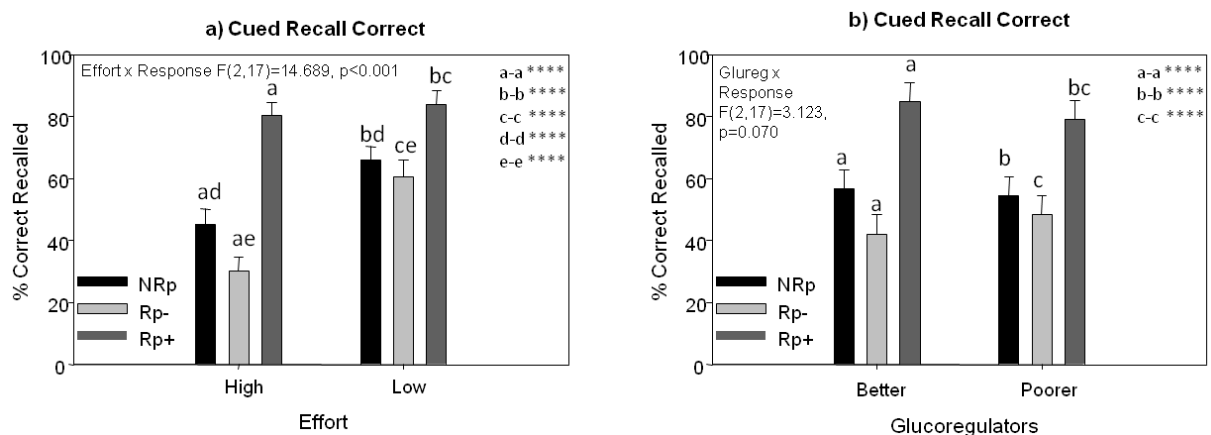 a) Cued Recall Correct
100
80
60
40
20
0
% Correct Recalled
Effort x Response F(2,17)=14.689, p<0.001
a-a ****
b-b ****
c-c ****
d-d ****
e-e ****
ad
ae
a
bd
ce
bc
NRp
Rp-
Rp+
High
Low
Effort
b) Cued Recall Correct
100
80
60
40
20
0
% Correct Recalled
Glureg x
Response
F(2,17)=3.123,
p=0.070
a-a ****
b-b ****
c-c ****
a
a
a
b
c
bc
NRp
Rp-
Rp+
Better
Poorer
Glucoregulators